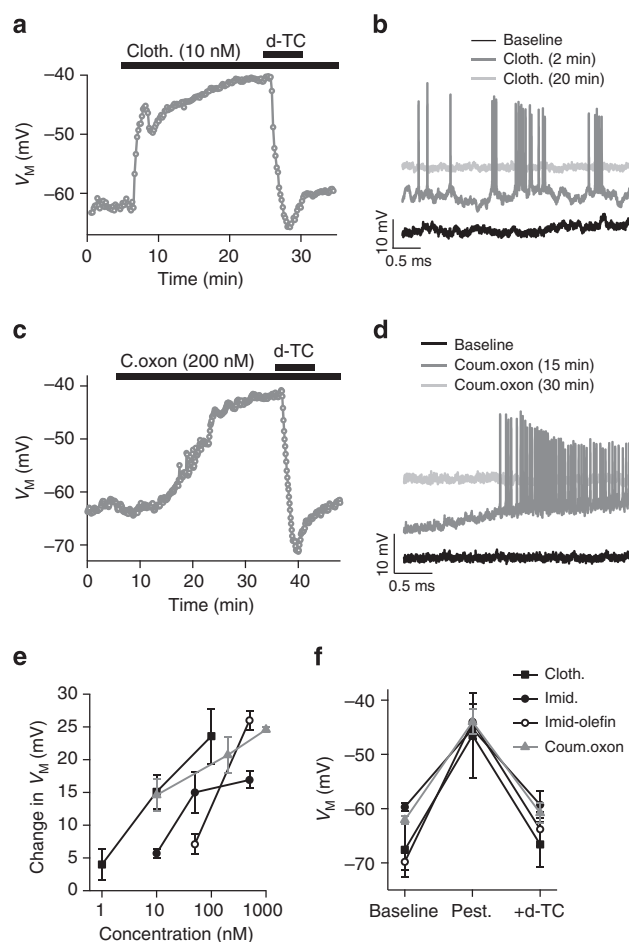 a
d-TC
Cloth. (10 nM)
−40
−50
−60
VM (mV)
0 10 20 30
Time (min)
b
Baseline
Cloth. (2 min)
Cloth. (20 min)
10 mV
0.5 ms
c
C.oxon (200 nM)
d-TC
−40
−50
−60
−70
VM (mV)
0 10 20 30 40
Time (min)
d
Baseline
Coum.oxon (15 min)
Coum.oxon (30 min)
10 mV
0.5 ms
e
30
25
20
15
10
5
0
Change in VM (mV)
1 10 100 1000
Concentration (nM)
f
Cloth.
Imid.
Imid-olefin
Coum.oxon
−40
−50
−60
−70
VM (mV)
Baseline Pest. +d-TC